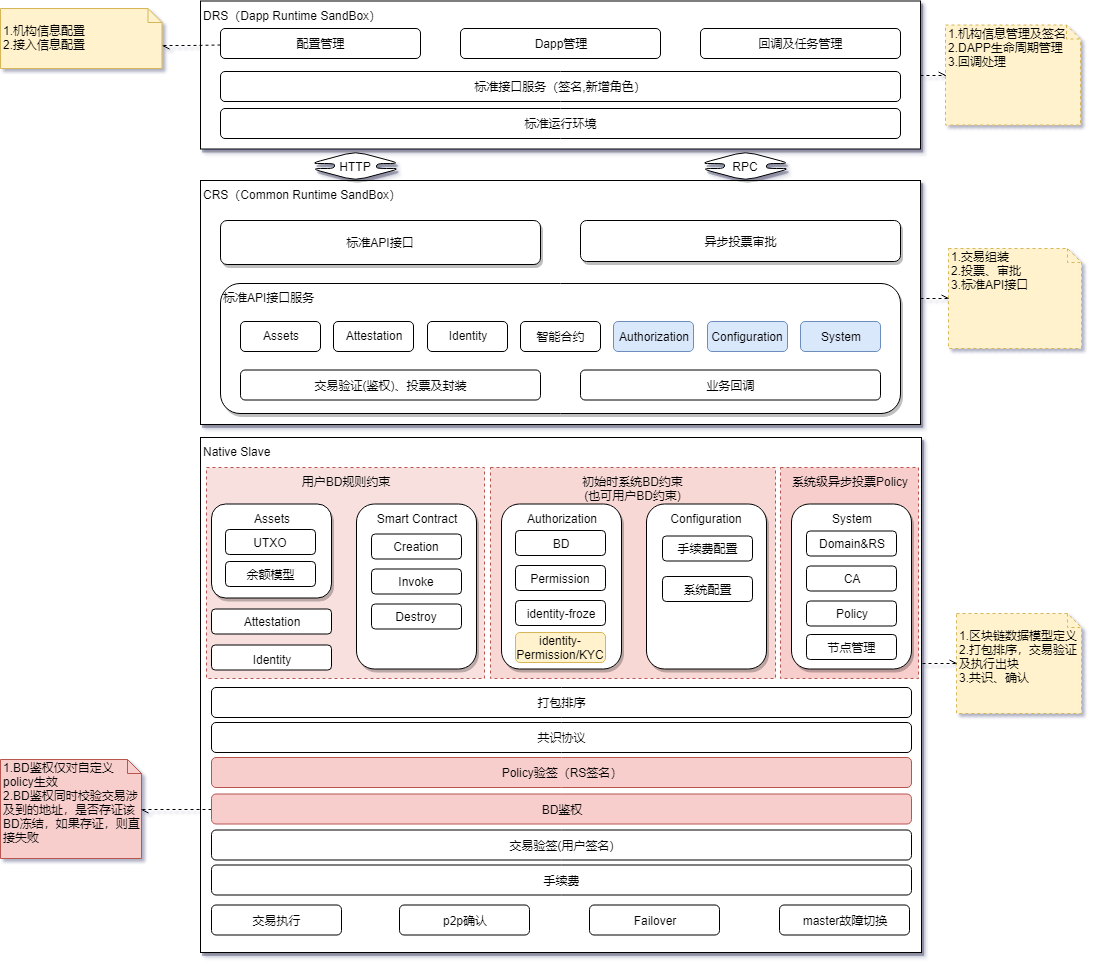 DRS（Dapp Runtime SandBox）
1.机构信息配置
2.接入信息配置
配置管理
Dapp管理
回调及任务管理
1.机构信息管理及签名
2.DAPP生命周期管理
3.回调处理
标准接口服务（签名,新增角色）
标准运行环境
HTTP
RPC
CRS（Common Runtime SandBox）
标准API接口
异步投票审批
1.交易组装
2.投票、审批
3.标准API接口
标准API接口服务
Assets
Attestation
Identity
智能合约
Authorization
Configuration
System
交易验证(鉴权)、投票及封装
业务回调
Native Slave
用户BD规则约束
初始时系统BD约束
(也可用户BD约束)
系统级异步投票Policy
Assets
UTXO
余额模型
Attestation
Identity
Smart Contract
Creation
Invoke
Destroy
Authorization
BD
Permission
identity-froze
identity-
Permission/KYC
Configuration
手续费配置
系统配置
System
Domain&RS
CA
Policy
节点管理
1.区块链数据模型定义
2.打包排序，交易验证
及执行出块
3.共识、确认
打包排序
共识协议
Policy验签（RS签名）
BD鉴权
1.BD鉴权仅对自定义
policy生效
2.BD鉴权同时校验交易涉
及到的地址，是否存证该
BD冻结，如果存证，则直
接失败
交易验签(用户签名)
手续费
交易执行
p2p确认
Failover
master故障切换